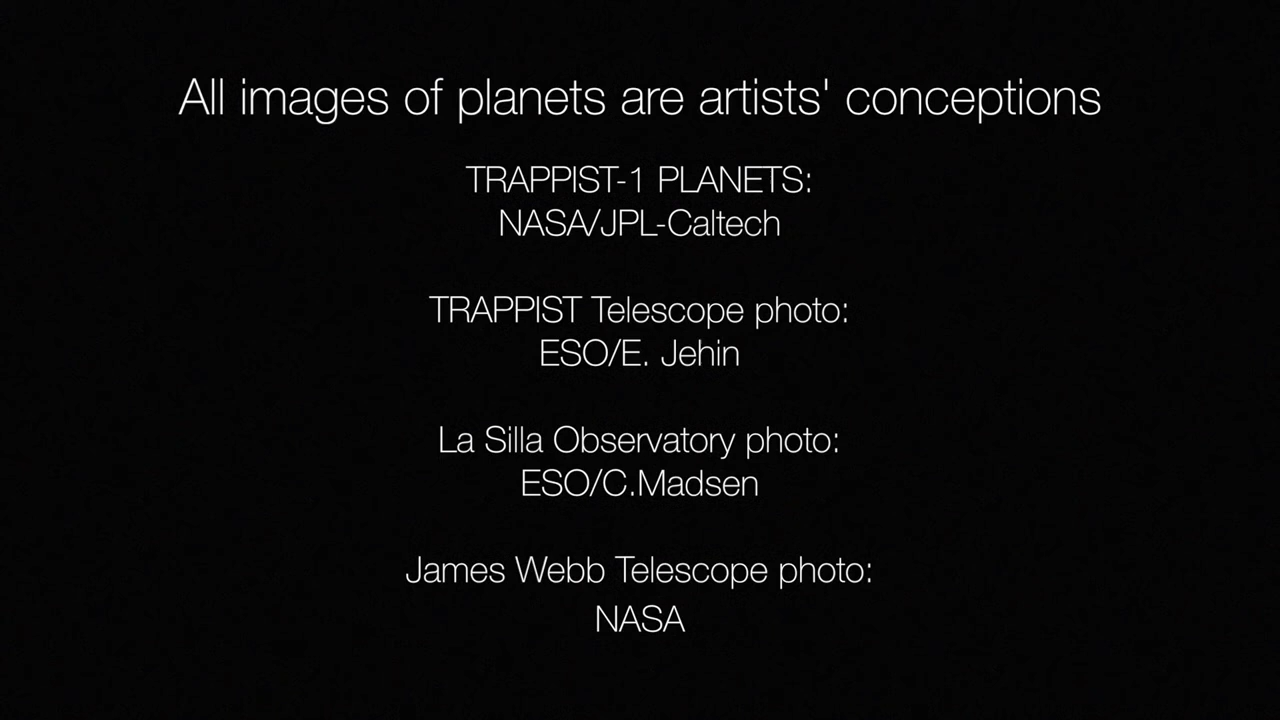 All images of planets are artists' conceptions
TRAPPIST-1 PLANETS:
NASA/JPL-Caltech
TRAPPIST Telescope photo:
ESO/E. Jehin
La Silla Observatory photo:
ESO/C.Madsen
James Webb Telescope photo:
NASA